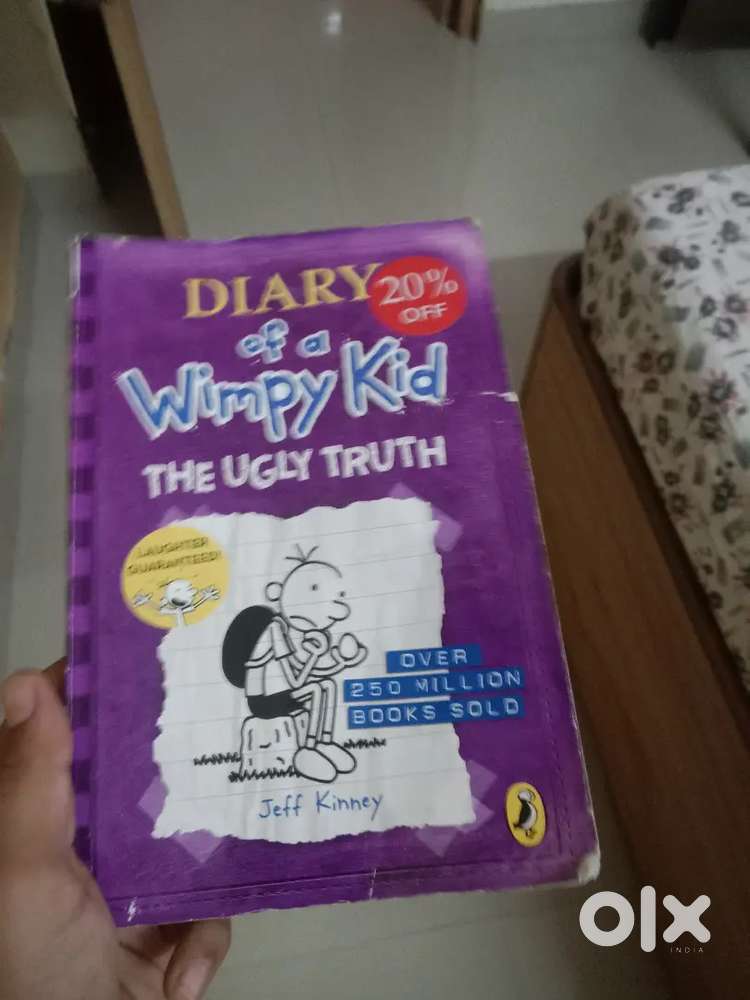 DIARY
20%
OFF
of a
Wimpy Kid
THE UGLY TRUTH
LAUGHTER
GUARANTEED!
OVER
250 MILLION
BOOKS SOLD
Jeff Kinney
olx
INDIA